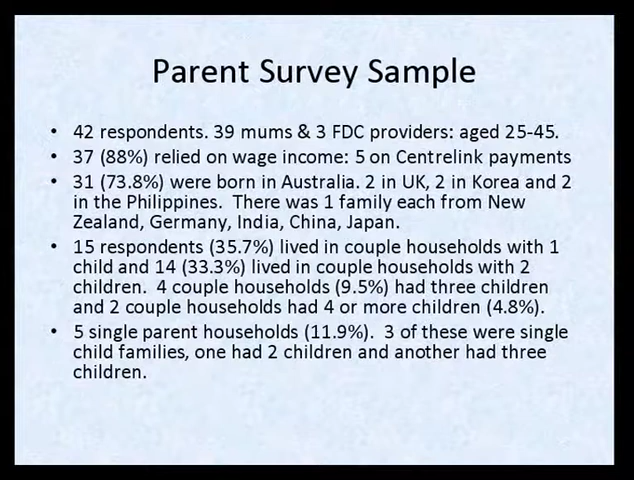 Parent Survey Sample
• 42 respondents. 39 mums & 3 FDC providers: aged 25-45.
• 37 (88%) relied on wage income: 5 on Centrelink payments
• 31 (73.8%) were born in Australia. 2 in UK, 2 in Korea and 2
in the Philippines.  There was 1 family each from New
Zealand, Germany, India, China, Japan.
• 15 respondents (35.7%) lived in couple households with 1
child and 14 (33.3%) lived in couple households with 2
children.  4 couple households (9.5%) had three children
and 2 couple households had 4 or more children (4.8%).
• 5 single parent households (11.9%).  3 of these were single
child families, one had 2 children and another had three
children.